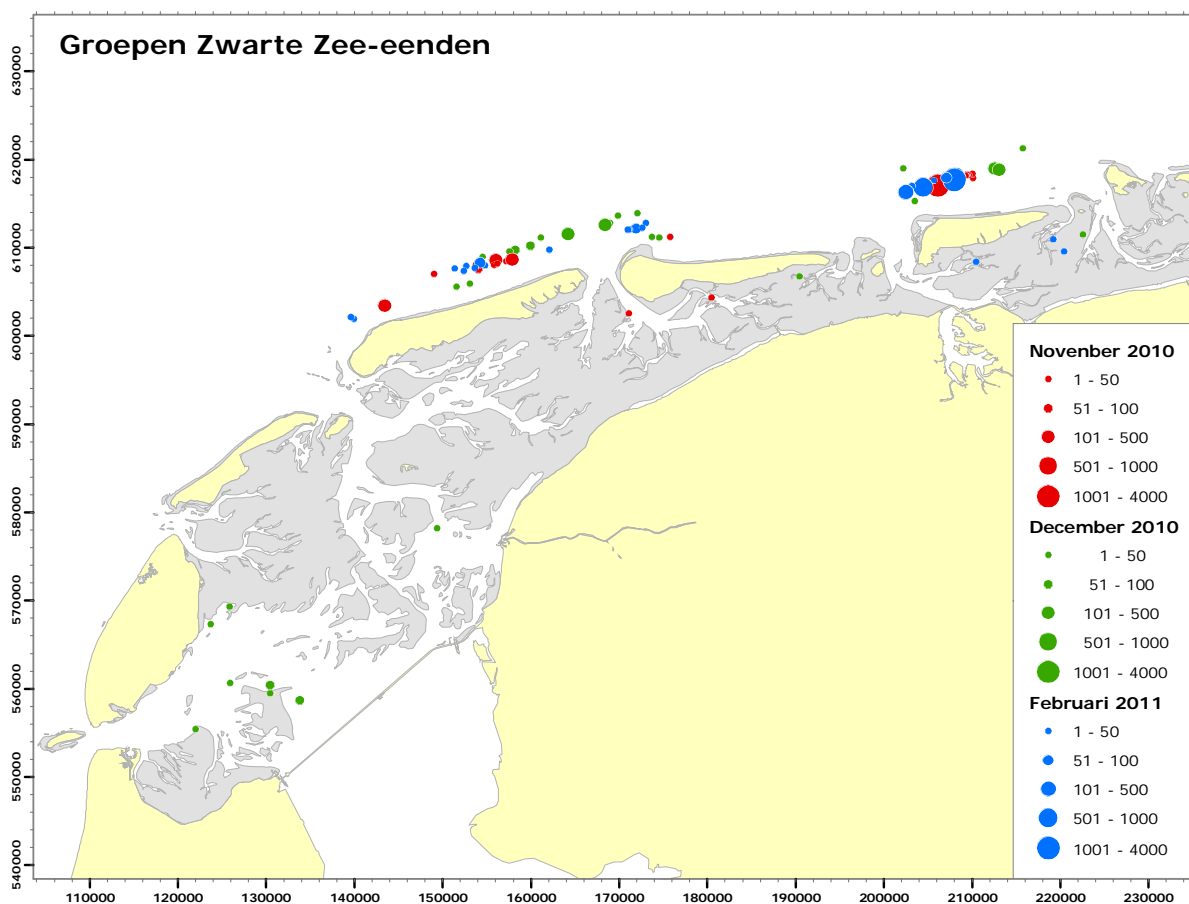 Groepen Zwarte Zee-eenden
630000
620000
610000
600000
590000
580000
570000
560000
550000
540000
110000 120000 130000 140000 150000 160000 170000 180000 190000 200000 210000 220000 230000
Novenber 2010
1 - 50
51 - 100
101 - 500
501 - 1000
1001 - 4000
December 2010
1 - 50
51 - 100
101 - 500
501 - 1000
1001 - 4000
Februari 2011
1 - 50
51 - 100
101 - 500
501 - 1000
1001 - 4000